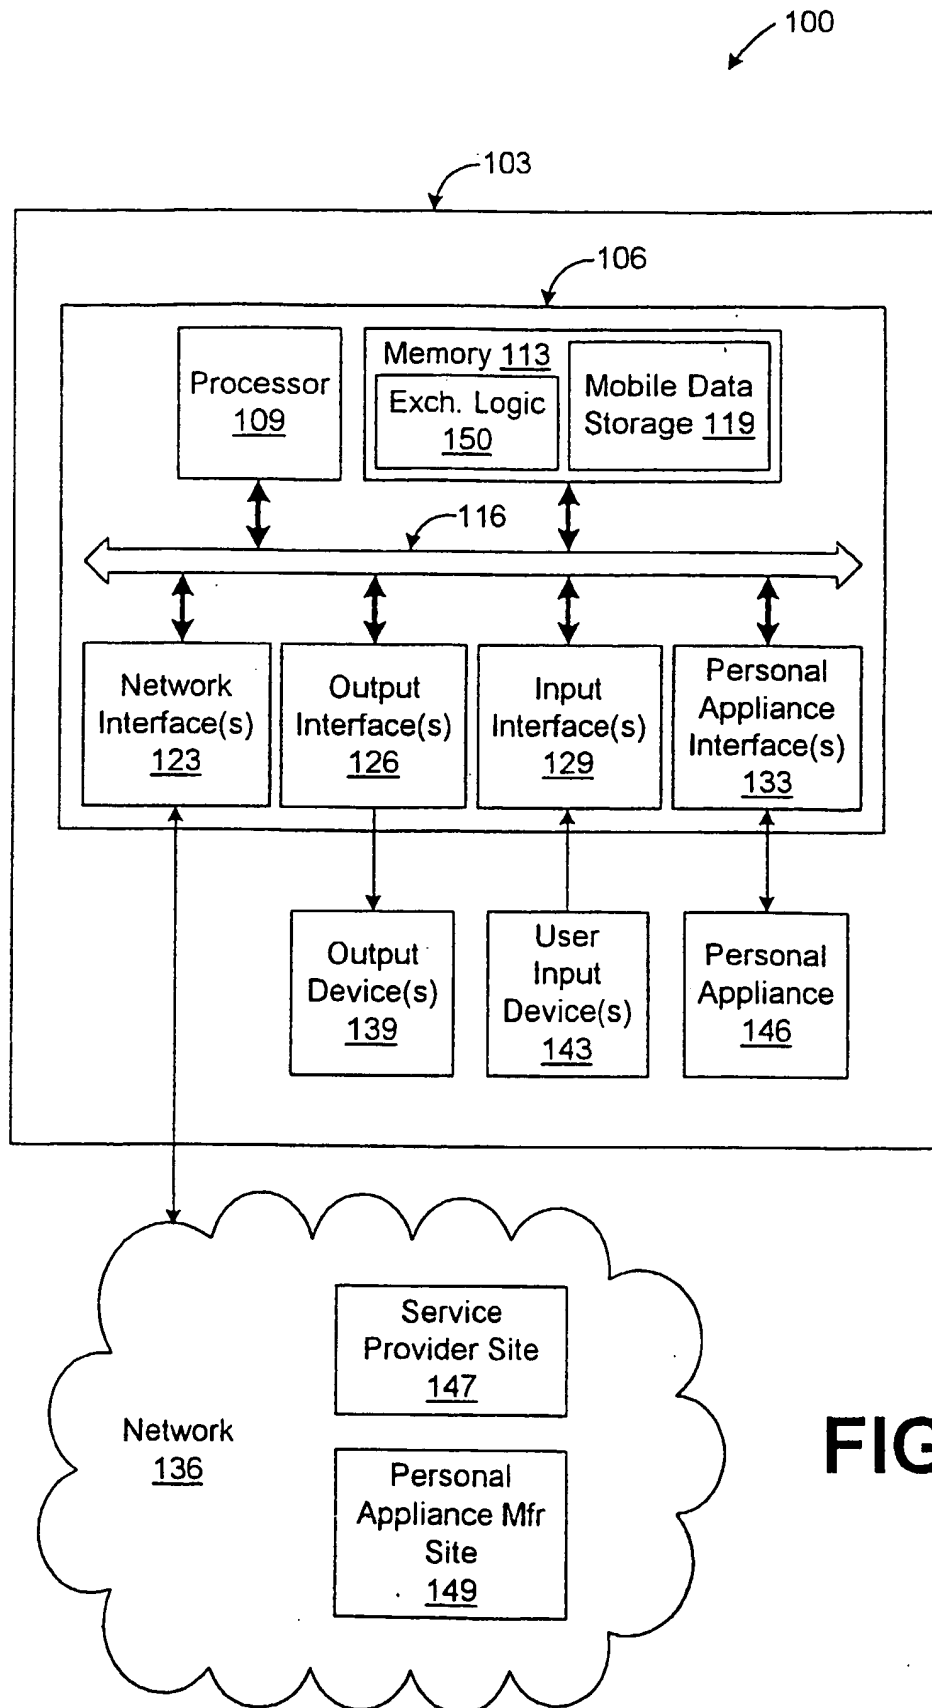 100
103
106
Processor
109
Memory 113
Exch. Logic
150
Mobile Data
Storage 119
116
Network
Interface(s)
123
Output
Interface(s)
126
Input
Interface(s)
129
Personal
Appliance
Interface(s)
133
Output
Device(s)
139
User
Input
Device(s)
143
Personal
Appliance
146
Service
Provider Site
147
Network
136
Personal
Appliance Mfr
Site
149
FIG